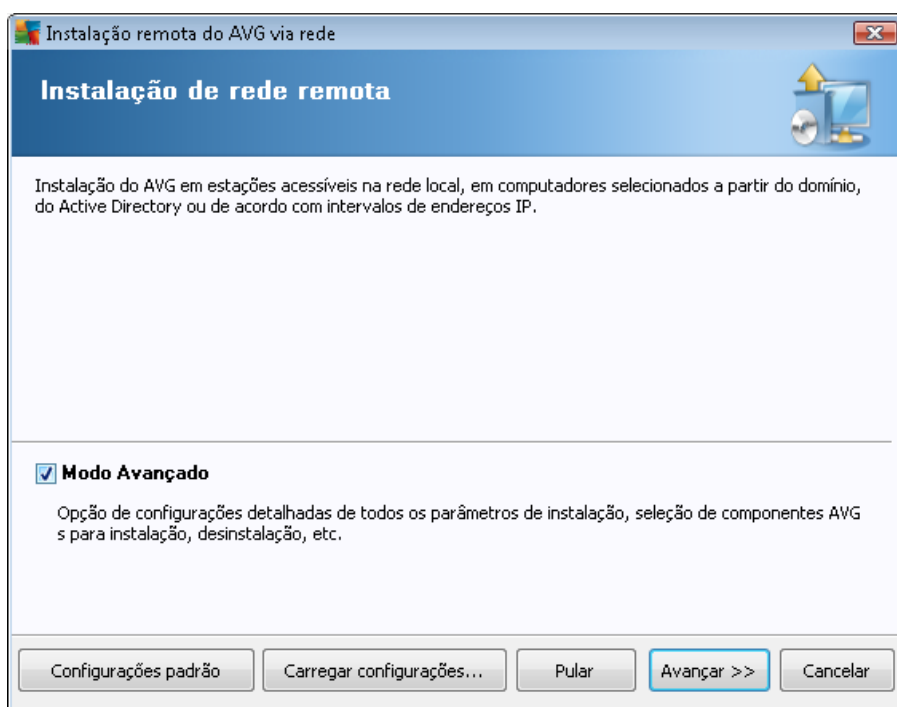 Instalação remota do AVG via rede
Instalação de rede remota
Instalação do AVG em estações acessíveis na rede local, em computadores selecionados a partir do domínio,
do Active Directory ou de acordo com intervalos de endereços IP.
Modo Avançado
Opção de configurações detalhadas de todos os parâmetros de instalação, seleção de componentes AVG
s para instalação, desinstalação, etc.
Configurações padrão Carregar configurações... Pular Avançar >> Cancelar